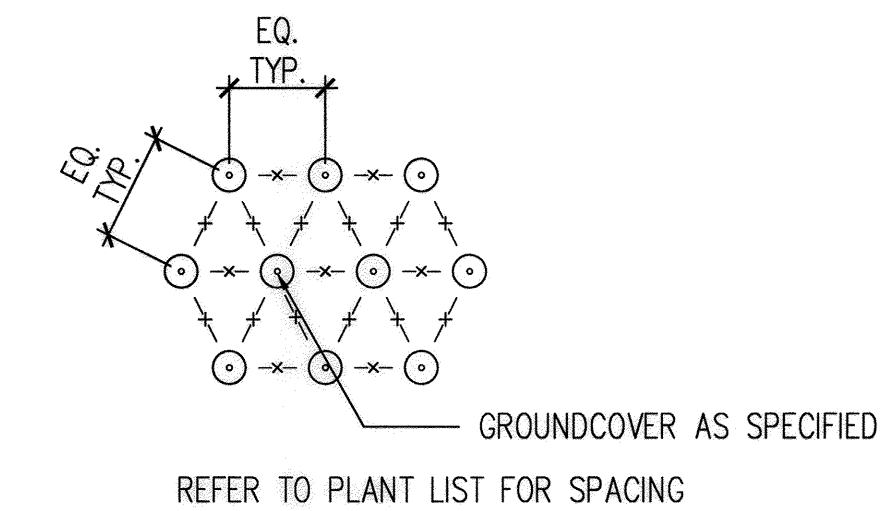 EQ.
TYP.
EQ.
TYP.
GROUNDCOVER AS SPECIFIED
REFER TO PLANT LIST FOR SPACING